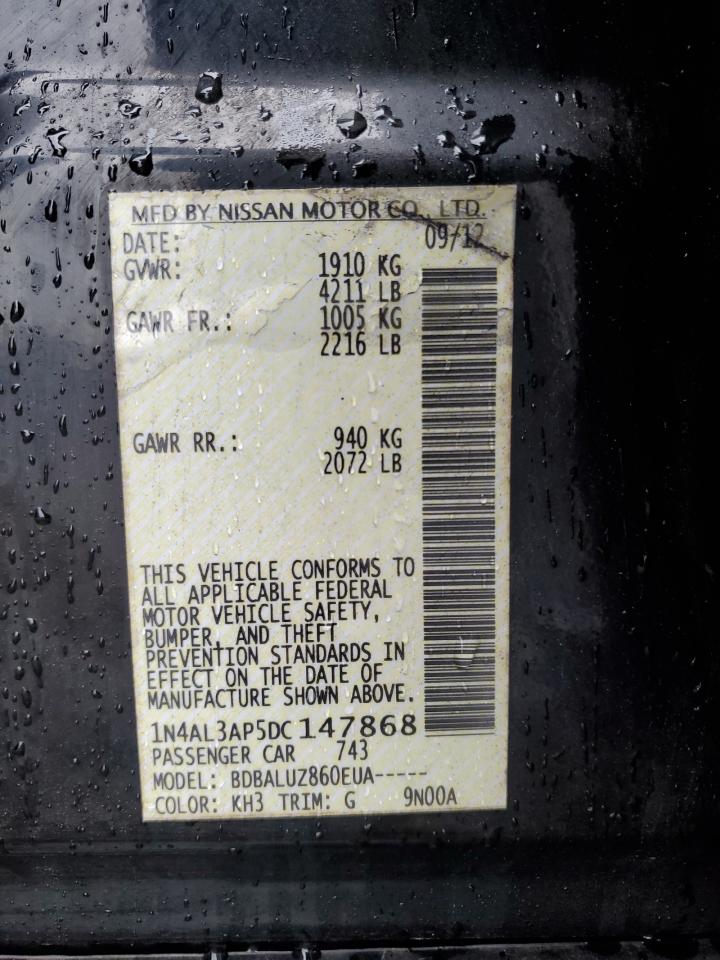 MFD BY NISSAN MOTOR CO., LTD.
DATE: 09/12
GVWR: 1910 KG
4211 LB
GAWR FR.: 1005 KG
2216 LB
GAWR RR.: 940 KG
2072 LB
THIS VEHICLE CONFORMS TO
ALL APPLICABLE FEDERAL
MOTOR VEHICLE SAFETY,
BUMPER, AND THEFT
PREVENTION STANDARDS IN
EFFECT ON THE DATE OF
MANUFACTURE SHOWN ABOVE.
1N4AL3AP5DC147868
PASSENGER CAR 743
MODEL: BDBALUZ860EUA-----
COLOR: KH3 TRIM: G 9N00A